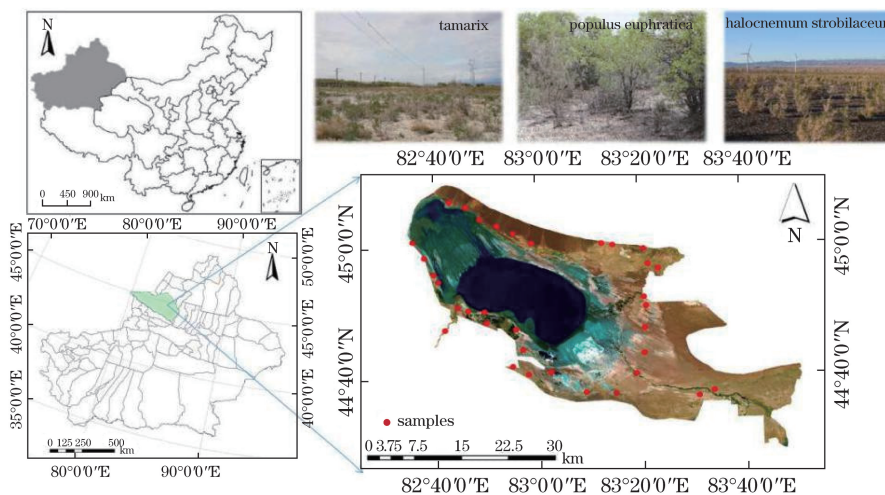 N
0 450 900
km
tamarix
populus euphratica
halocnemum strobilaceum
70°0′0″E 80°0′0″E 90°0′0″E
45°0′0″N
40°0′0″N
35°0′0″N
50°0′0″N
45°0′0″N
40°0′0″N
N
0 125 250 500
km
80°0′0″E 90°0′0″E
82°40′0″E 83°0′0″E 83°20′0″E 83°40′0″E
45°0′0″N
44°40′0″N
45°0′0″N
44°40′0″N
N
samples
0 3.75 7.5 15 22.5 30
km
82°40′0″E 83°0′0″E 83°20′0″E 83°40′0″E